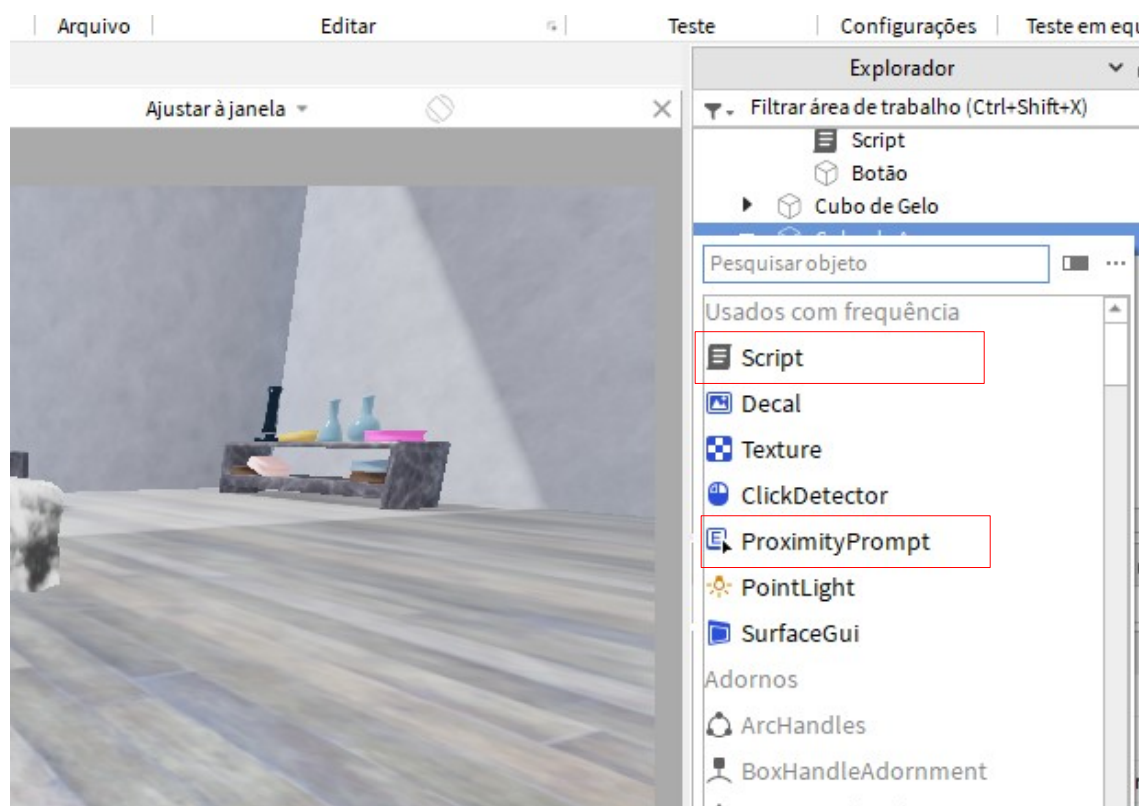 Arquivo Editar Teste Configurações Teste em equ
Explorador
Ajustar à janela
Filtrar área de trabalho (Ctrl+Shift+X)
Script
Botão
Cubo de Gelo
Pesquisar objeto
Usados com frequência
Script
Decal
Texture
ClickDetector
ProximityPrompt
PointLight
SurfaceGui
Adornos
ArcHandles
BoxHandleAdornment